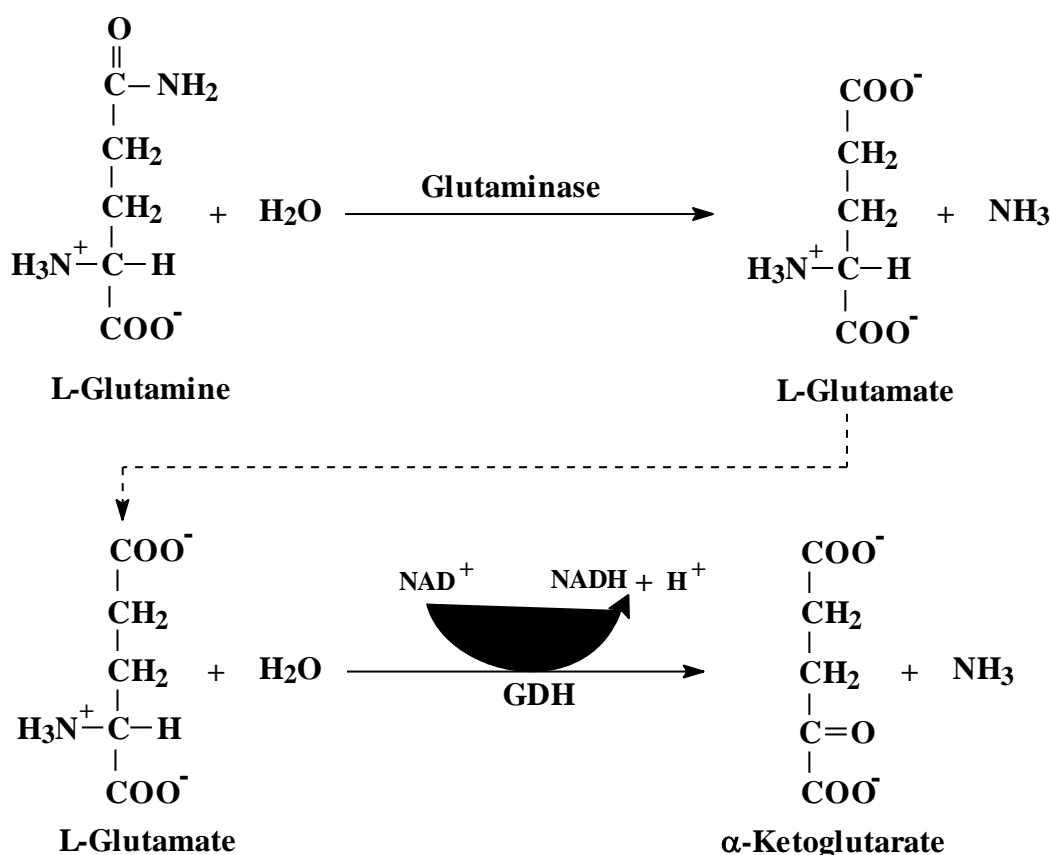 O
C NH2
CH2
CH2 + H2O Glutaminase
H3N+ C H
COO-
L-Glutamine
COO-
CH2
CH2 + NH3
H3N+ C H
COO-
L-Glutamate
COO-
CH2
CH2 + H2O
H3N+ C H
COO-
L-Glutamate
NAD+ NADH + H+
GDH
COO-
CH2
CH2 + NH3
C=O
COO-
α-Ketoglutarate